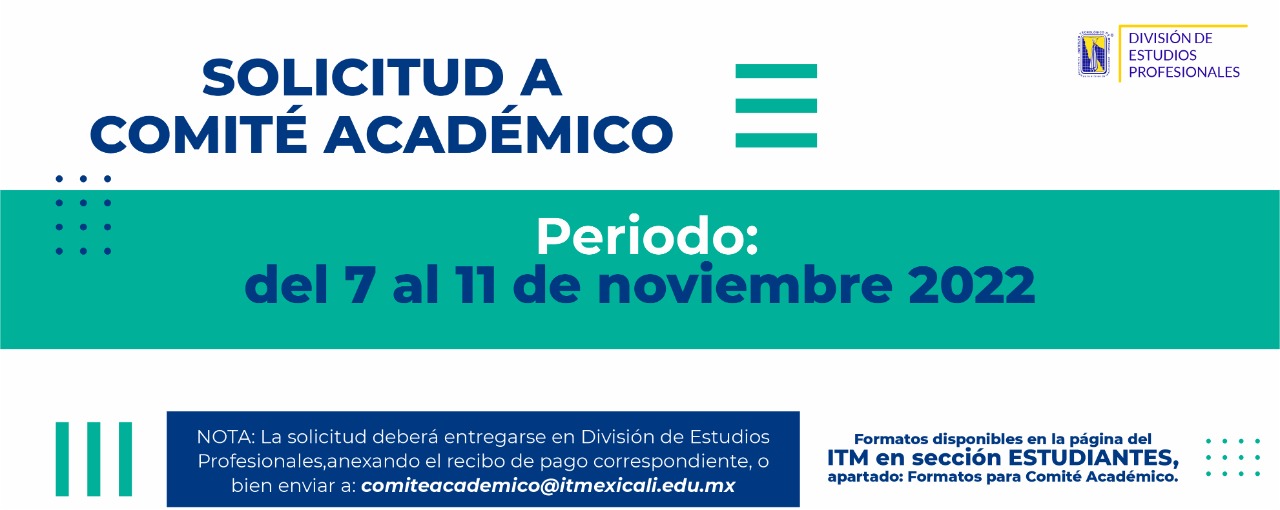 SOLICITUD A
COMITÉ ACADÉMICO
DIVISIÓN DE
ESTUDIOS
PROFESIONALES
Periodo:
del 7 al 11 de noviembre 2022
NOTA: La solicitud deberá entregarse en División de Estudios
Profesionales,anexando el recibo de pago correspondiente, o
bien enviar a: comiteacademico@itmexicali.edu.mx
Formatos disponibles en la página del
ITM en sección ESTUDIANTES,
apartado: Formatos para Comité Académico.